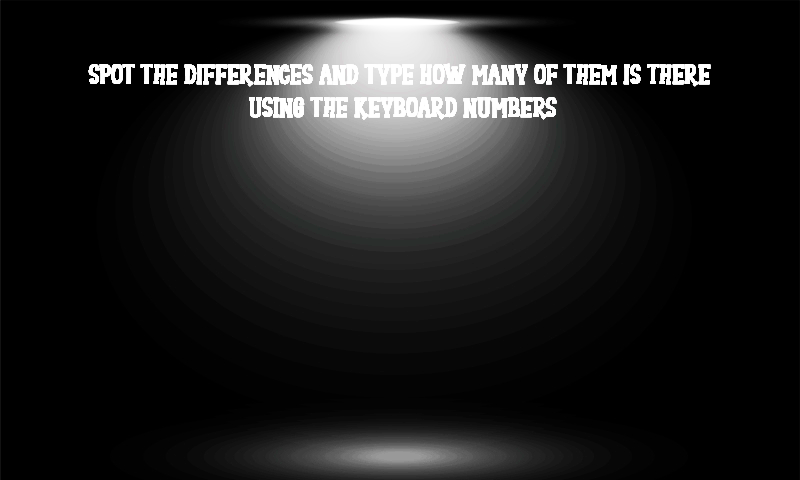 SPOT THE DIFFERENCES AND TYPE HOW MANY OF THEM IS THERE
USING THE KEYBOARD NUMBERS